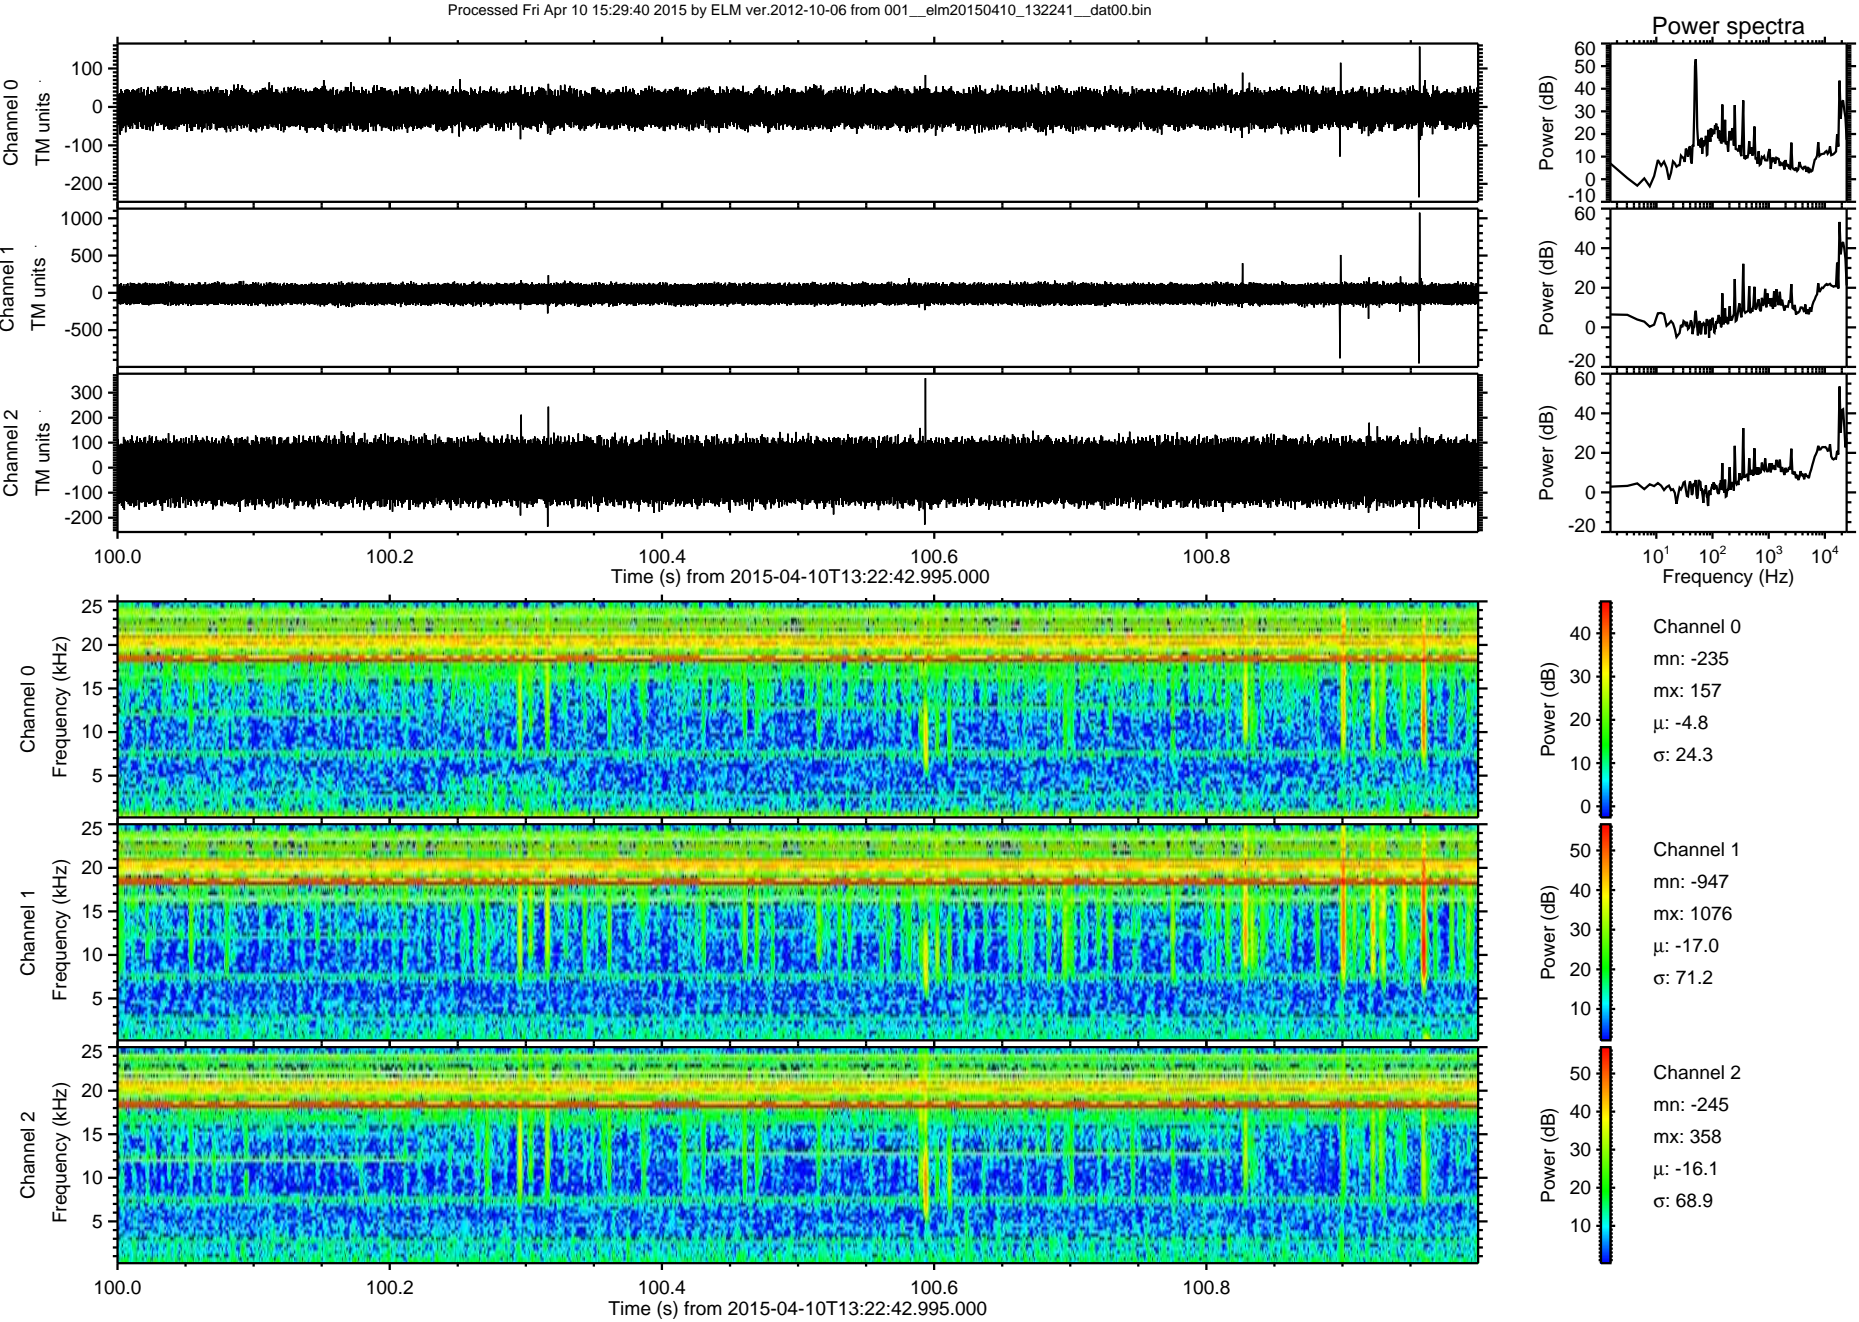 Processed Fri Apr 10 15:29:40 2015 by ELM ver.2012-10-06 from 001__elm20150410_132241__dat00.bin
Power spectra
Channel 0
TM units
100
0
-100
-200
Power (dB)
60
50
40
30
20
10
0
-10
Channel 1
TM units
1000
500
0
-500
Power (dB)
60
40
20
0
-20
Channel 2
TM units
300
200
100
0
-100
-200
Power (dB)
60
40
20
0
-20
100.0 100.2 100.4 100.6 100.8
Time (s) from 2015-04-10T13:22:42.995.000
10^1 10^2 10^3 10^4
Frequency (Hz)
Channel 0
Frequency (kHz)
25
20
15
10
5
Power (dB)
40
30
20
10
0
Channel 0
mn: -235
mx: 157
μ: -4.8
σ: 24.3
Channel 1
Frequency (kHz)
25
20
15
10
5
Power (dB)
50
40
30
20
10
Channel 1
mn: -947
mx: 1076
μ: -17.0
σ: 71.2
Channel 2
Frequency (kHz)
25
20
15
10
5
Power (dB)
50
40
30
20
10
Channel 2
mn: -245
mx: 358
μ: -16.1
σ: 68.9
100.0 100.2 100.4 100.6 100.8
Time (s) from 2015-04-10T13:22:42.995.000